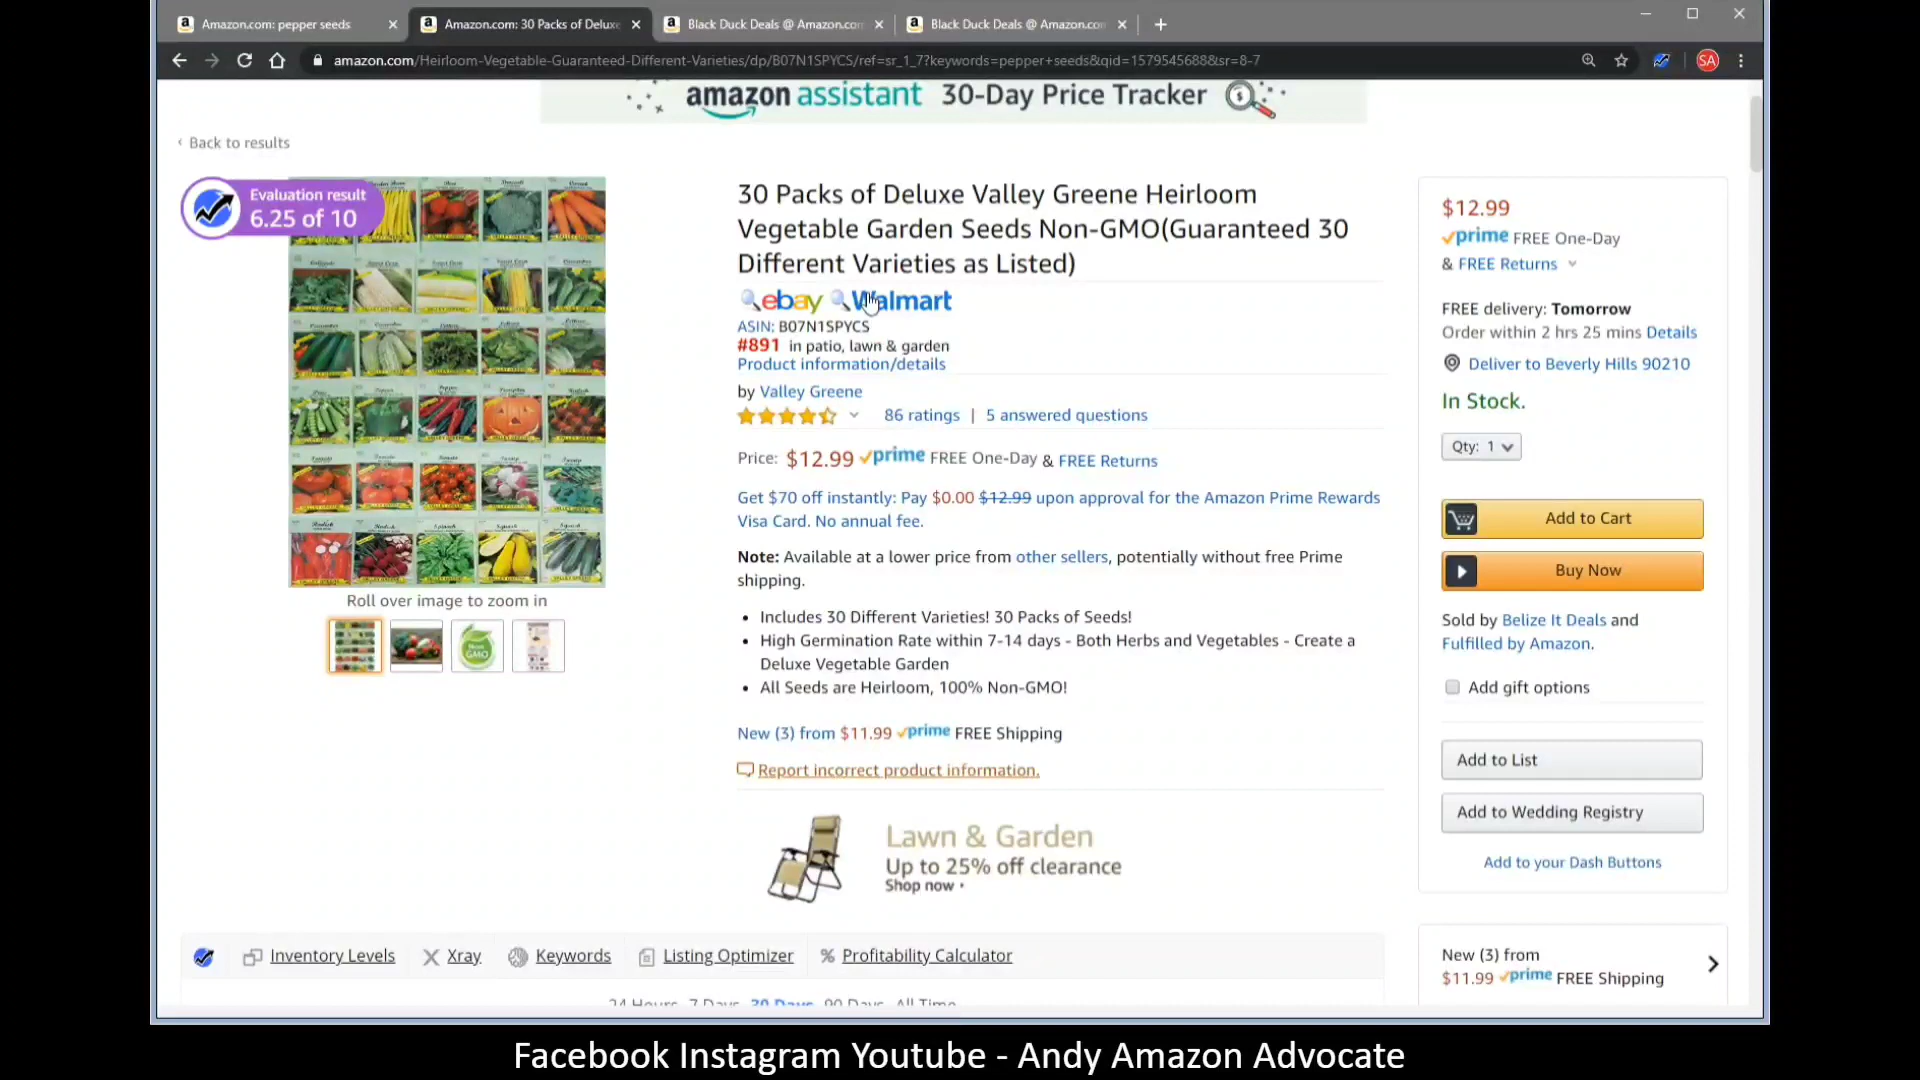 Amazon.com: pepper seeds
Amazon.com: 30 Packs of Deluxe
Black Duck Deals @ Amazon.com
Black Duck Deals @ Amazon.com
amazon.com/Heirloom-Vegetable-Guaranteed-Different-Varieties/dp/B07N1SPYCS/ref=sr_1_7?keywords=pepper+seeds&qid=1579545688&sr=8-7
SA
amazon assistant 30-Day Price Tracker
‹ Back to results
Evaluation result
6.25 of 10
Roll over image to zoom in
30 Packs of Deluxe Valley Greene Heirloom
Vegetable Garden Seeds Non-GMO(Guaranteed 30
Different Varieties as Listed)
ebay Walmart
ASIN: B07N1SPYCS
#891 in patio, lawn & garden
Product information/details
by Valley Greene
86 ratings | 5 answered questions
Price: $12.99 prime FREE One-Day & FREE Returns
Get $70 off instantly: Pay $0.00 $12.99 upon approval for the Amazon Prime Rewards
Visa Card. No annual fee.
Note: Available at a lower price from other sellers, potentially without free Prime
shipping.
• Includes 30 Different Varieties! 30 Packs of Seeds!
• High Germination Rate within 7-14 days - Both Herbs and Vegetables - Create a
Deluxe Vegetable Garden
• All Seeds are Heirloom, 100% Non-GMO!
New (3) from $11.99 prime FREE Shipping
Report incorrect product information.
Lawn & Garden
Up to 25% off clearance
Shop now ›
Inventory Levels Xray Keywords Listing Optimizer % Profitability Calculator
24 Hours 7 Days 30 Days 90 Days All Time
$12.99
prime FREE One-Day
& FREE Returns
FREE delivery: Tomorrow
Order within 2 hrs 25 mins Details
Deliver to Beverly Hills 90210
In Stock.
Qty: 1
Add to Cart
Buy Now
Sold by Belize It Deals and
Fulfilled by Amazon.
Add gift options
Add to List
Add to Wedding Registry
Add to your Dash Buttons
New (3) from
$11.99 prime FREE Shipping
Facebook Instagram Youtube - Andy Amazon Advocate